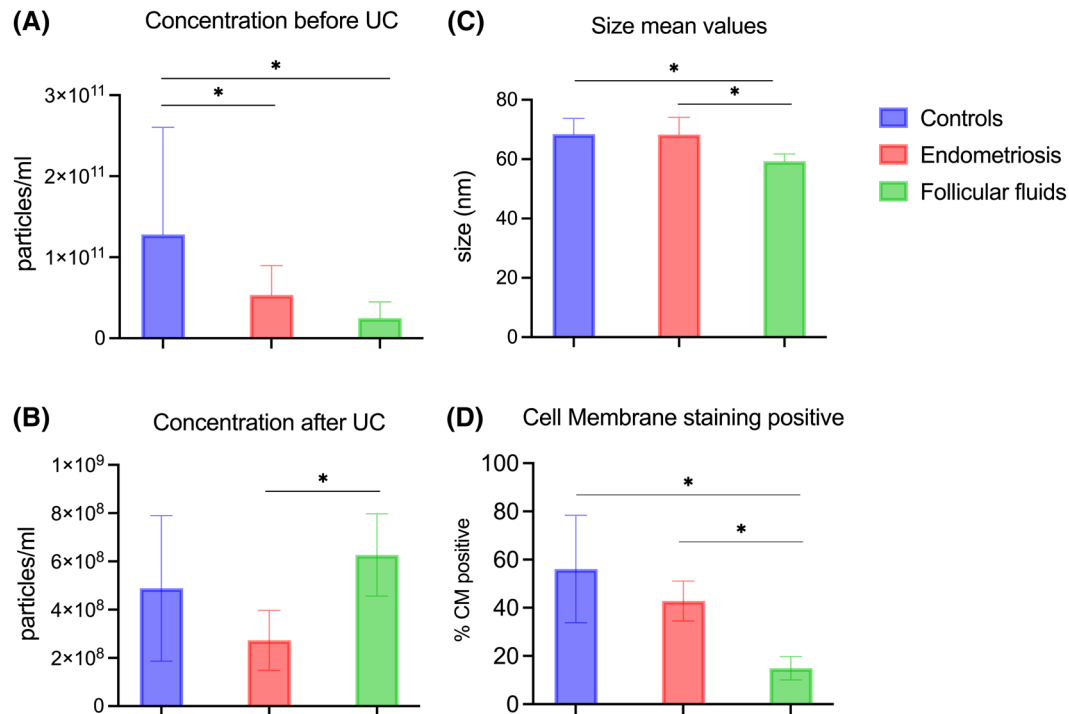 (A)
Concentration before UC
*
*
3×10¹¹
2×10¹¹
1×10¹¹
0
particles/ml
(C)
Size mean values
*
*
80
60
40
20
0
size (nm)
Controls
Endometriosis
Follicular fluids
(B)
Concentration after UC
*
1×10⁹
8×10⁸
6×10⁸
4×10⁸
2×10⁸
0
particles/ml
(D)
Cell Membrane staining positive
*
*
100
80
60
40
20
0
% CM positive